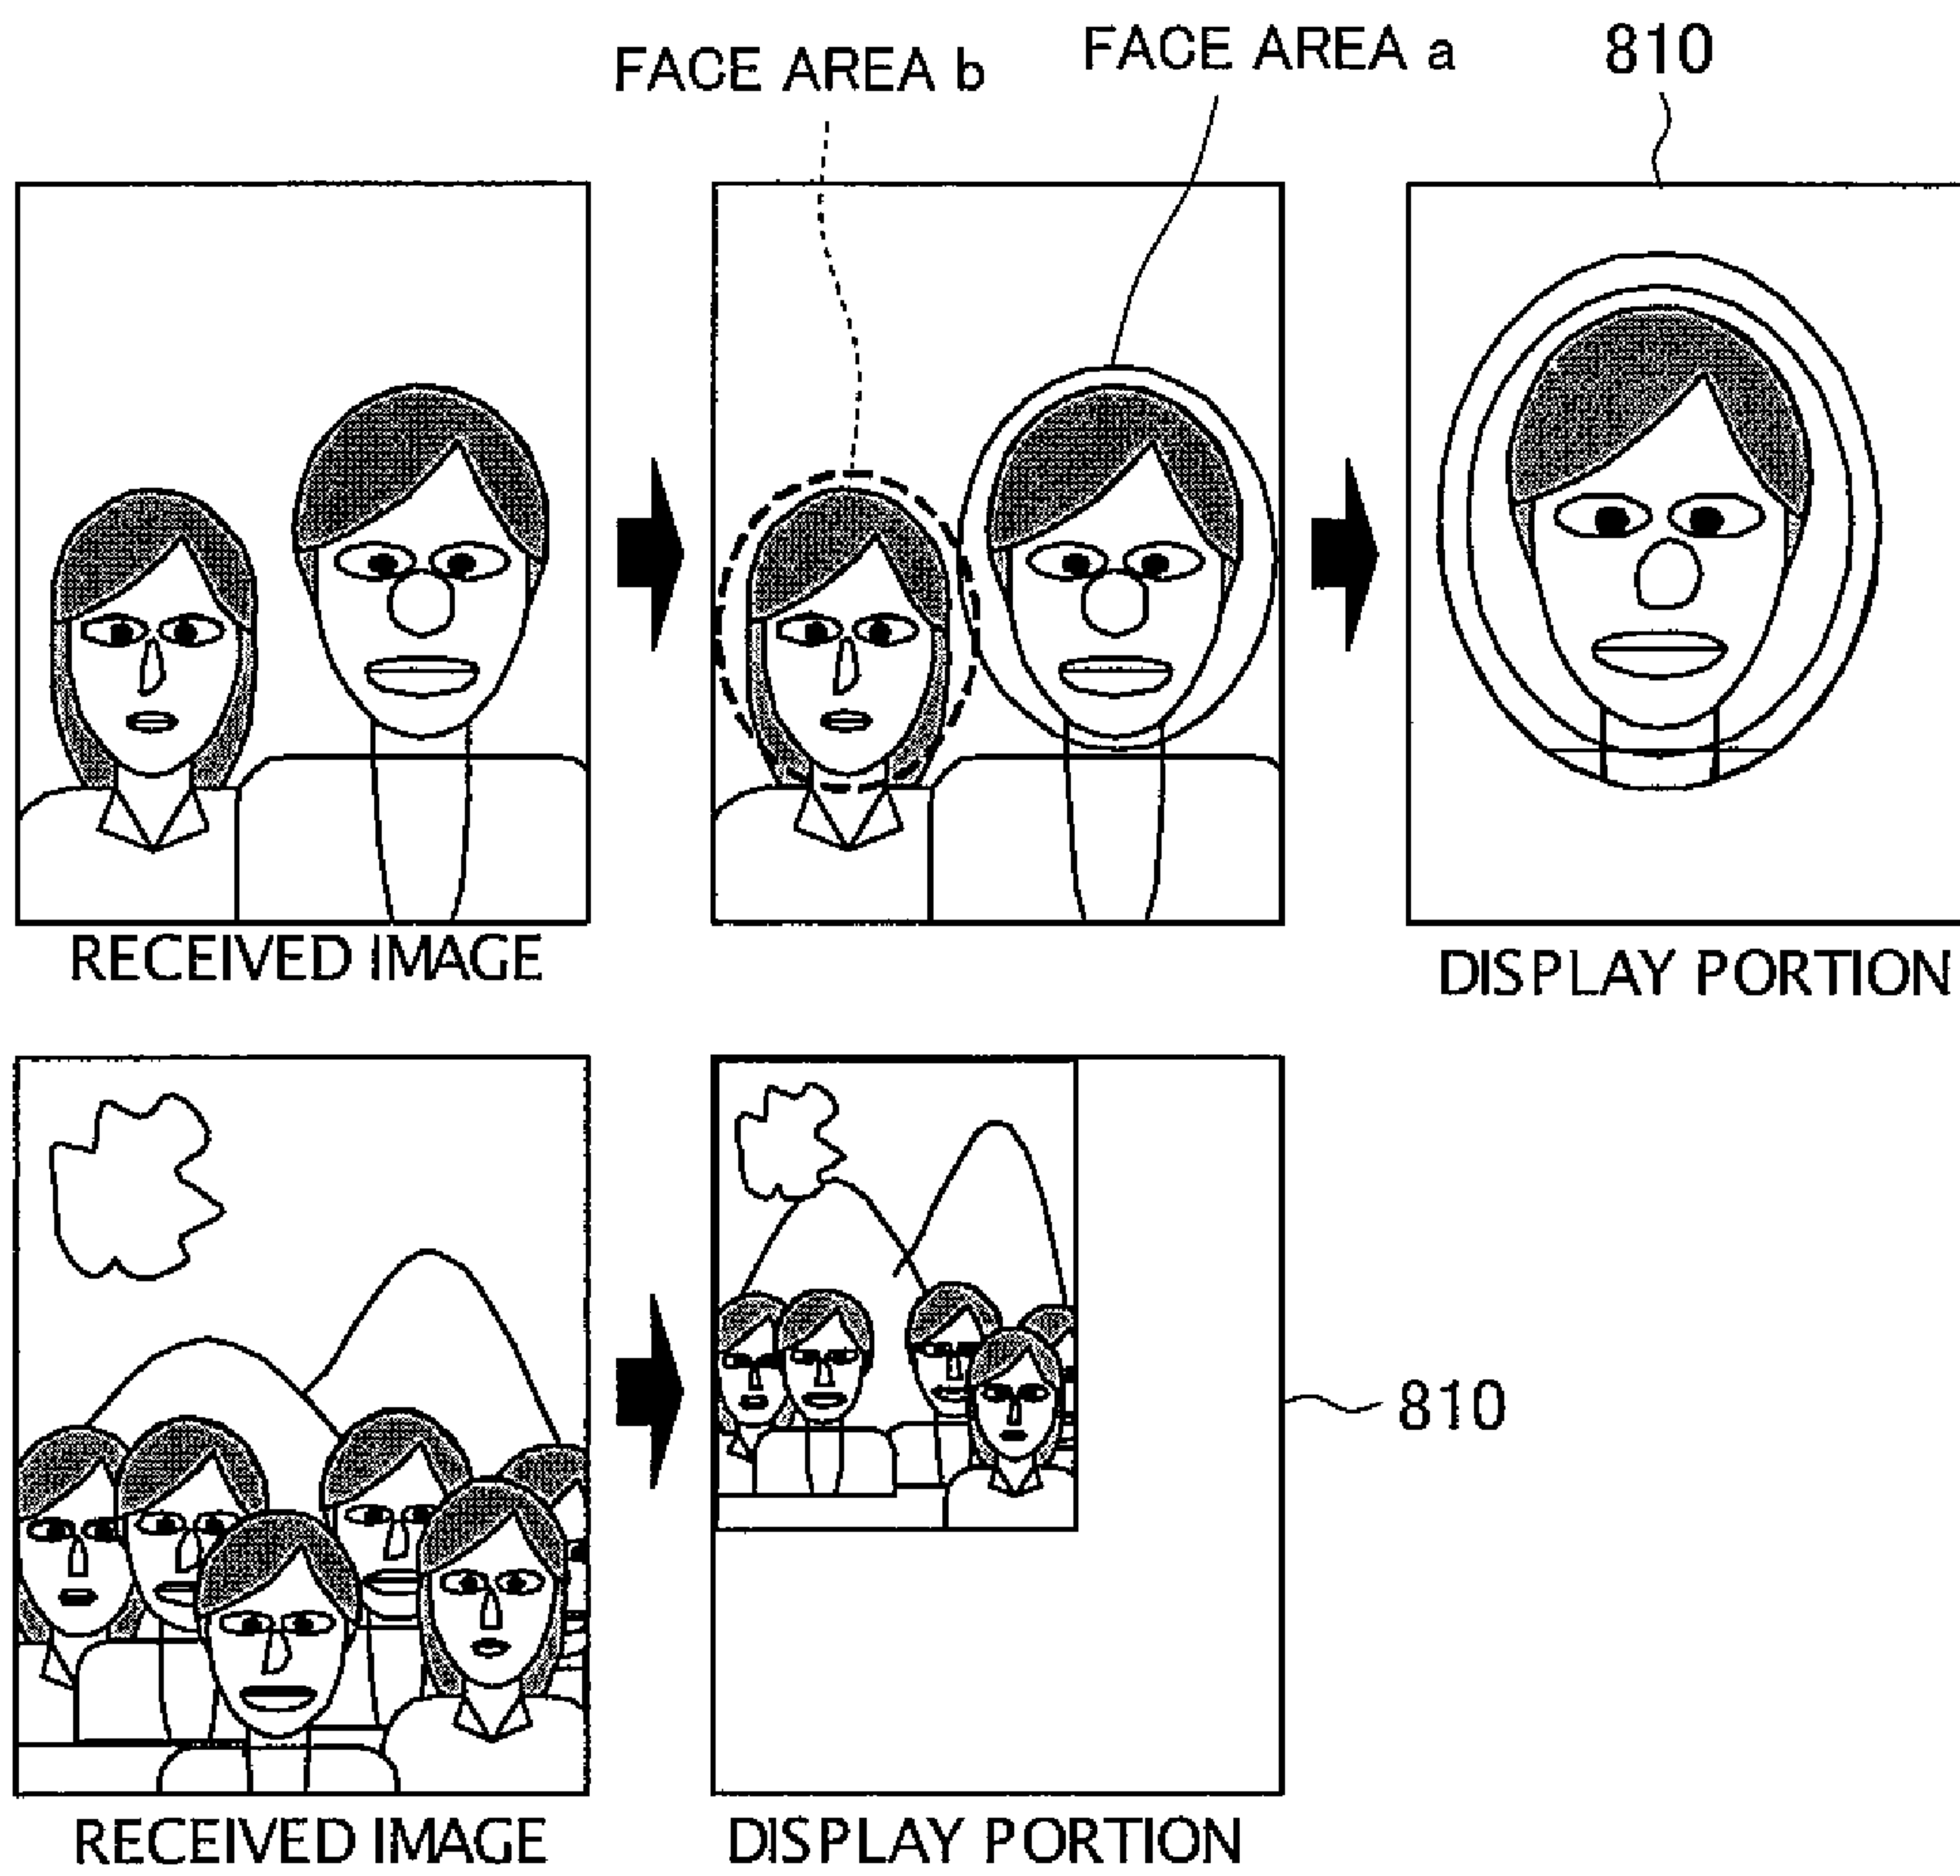 FACE AREA b
FACE AREA a
810
RECEIVED IMAGE
DISPLAY PORTION
810
RECEIVED IMAGE
DISPLAY PORTION